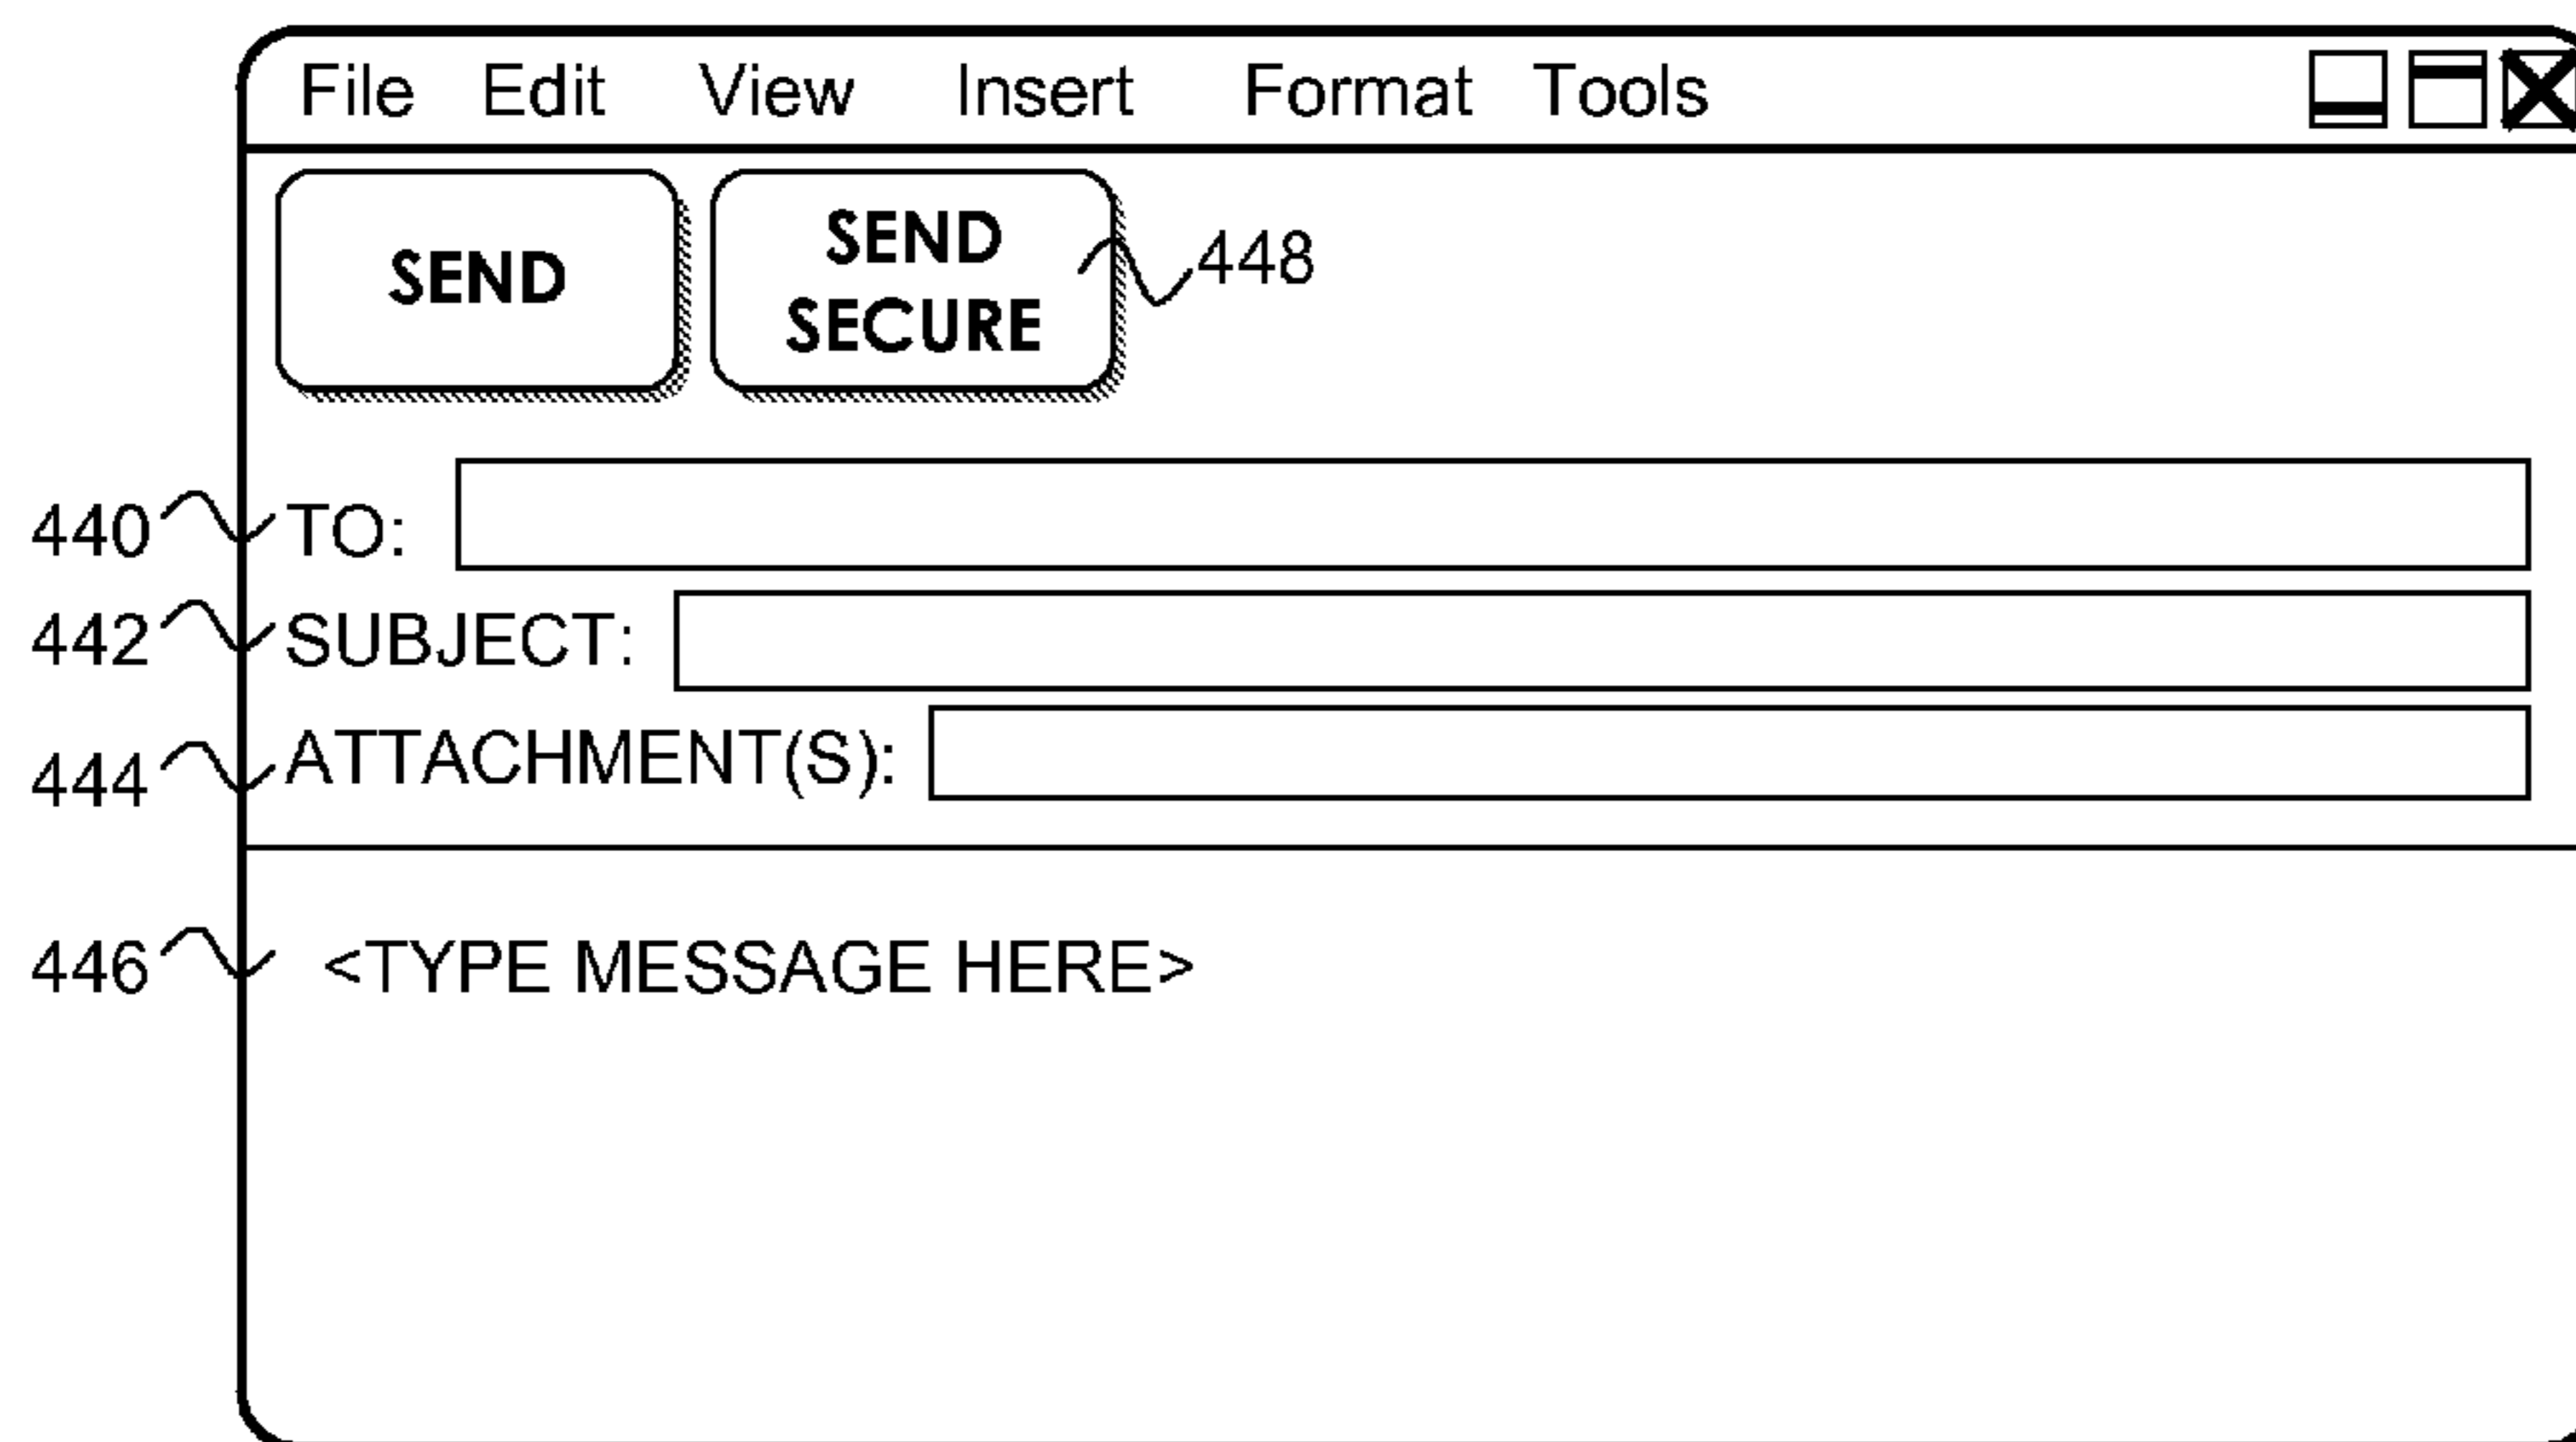 File Edit View Insert Format Tools
SEND
SEND
SECURE
448
440 TO:
442 SUBJECT:
444 ATTACHMENT(S):
446 <TYPE MESSAGE HERE>